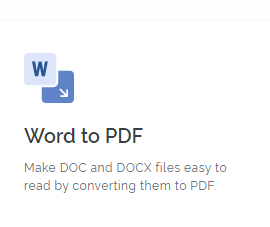 W
Word to PDF
Make DOC and DOCX files easy to
read by converting them to PDF.